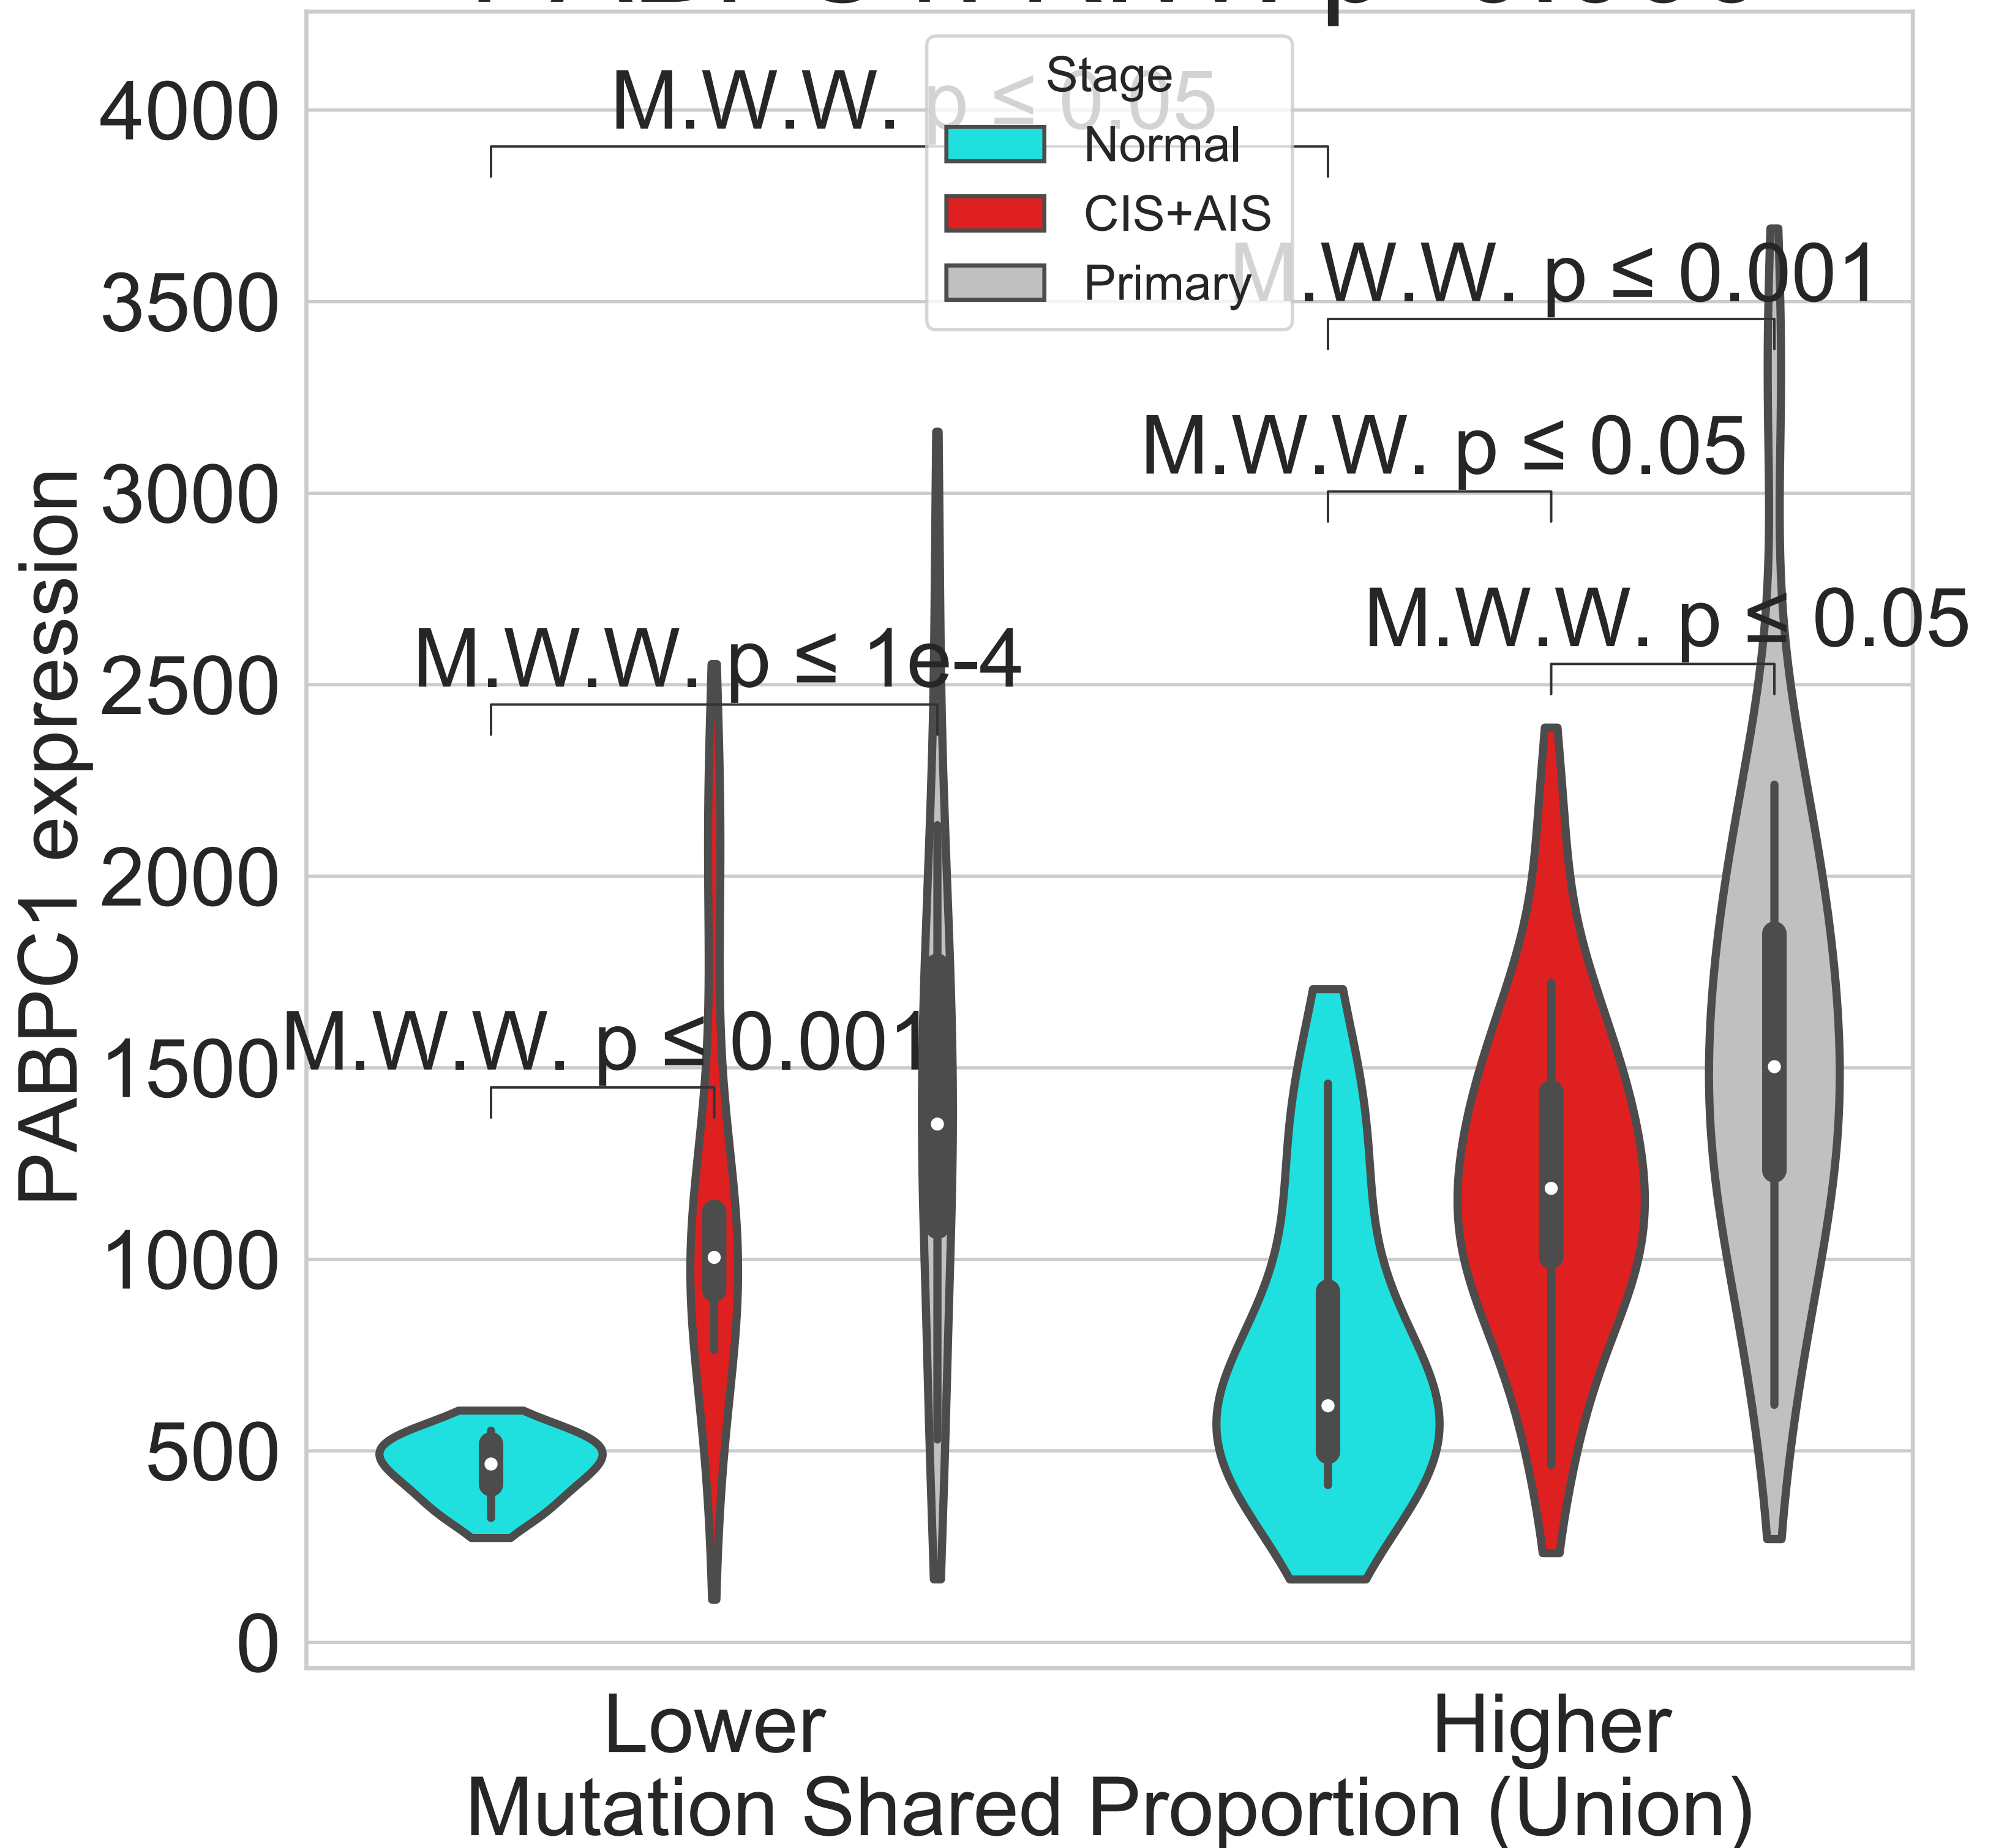 4000
3500
3000
2500
2000
1500
1000
500
0
PABPC1 expression
M.W.W. p ≤ 0.05
Stage
Normal
CIS+AIS
Primary
M.W.W. p ≤ 0.001
M.W.W. p ≤ 0.05
M.W.W. p ≤ 0.05
M.W.W. p ≤ 1e-4
M.W.W. p ≤ 0.001
Lower
Higher
Mutation Shared Proportion (Union)